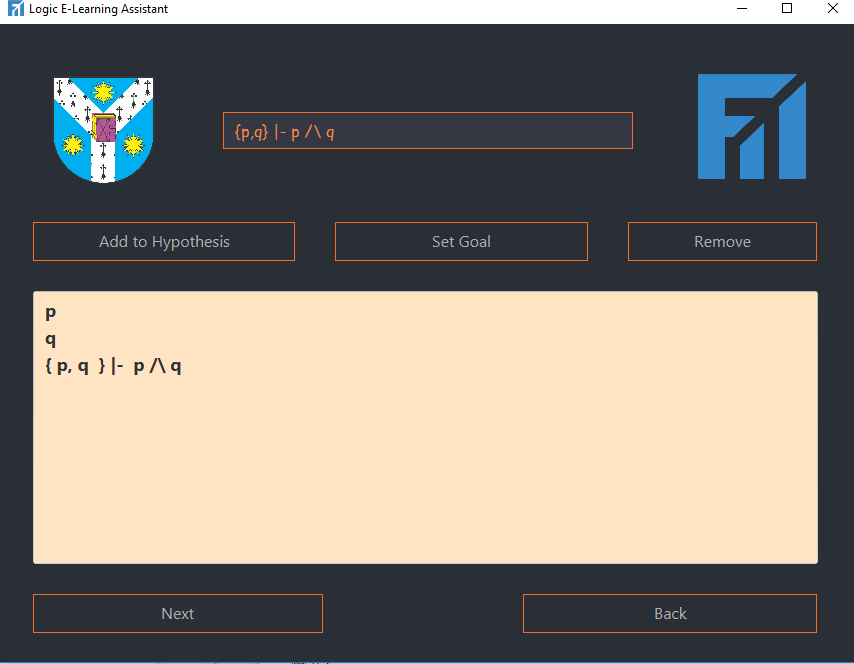 Logic E-Learning Assistant
{p,q} |- p /\ q
Add to Hypothesis
Set Goal
Remove
p
q
{ p, q  } |-  p /\ q
Next
Back